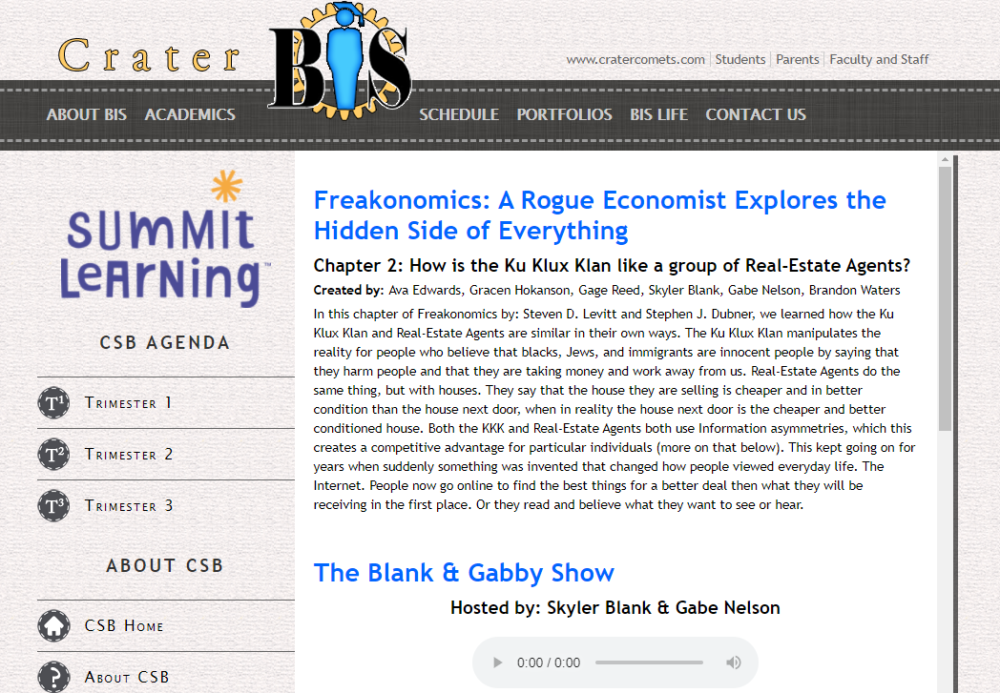 Crater
BIS
www.cratercomets.com Students Parents Faculty and Staff
ABOUT BIS ACADEMICS SCHEDULE PORTFOLIOS BIS LIFE CONTACT US
SUMMIT
LEARNING™
CSB AGENDA
T1 Trimester 1
T2 Trimester 2
T3 Trimester 3
ABOUT CSB
CSB Home
? About CSB
Freakonomics: A Rogue Economist Explores the
Hidden Side of Everything
Chapter 2: How is the Ku Klux Klan like a group of Real-Estate Agents?
Created by: Ava Edwards, Gracen Hokanson, Gage Reed, Skyler Blank, Gabe Nelson, Brandon Waters
In this chapter of Freakonomics by: Steven D. Levitt and Stephen J. Dubner, we learned how the Ku
Klux Klan and Real-Estate Agents are similar in their own ways. The Ku Klux Klan manipulates the
reality for people who believe that blacks, Jews, and immigrants are innocent people by saying that
they harm people and that they are taking money and work away from us. Real-Estate Agents do the
same thing, but with houses. They say that the house they are selling is cheaper and in better
condition than the house next door, when in reality the house next door is the cheaper and better
conditioned house. Both the KKK and Real-Estate Agents both use Information asymmetries, which this
creates a competitive advantage for particular individuals (more on that below). This kept going on for
years when suddenly something was invented that changed how people viewed everyday life. The
Internet. People now go online to find the best things for a better deal then what they will be
receiving in the first place. Or they read and believe what they want to see or hear.
The Blank & Gabby Show
Hosted by: Skyler Blank & Gabe Nelson
0:00 / 0:00